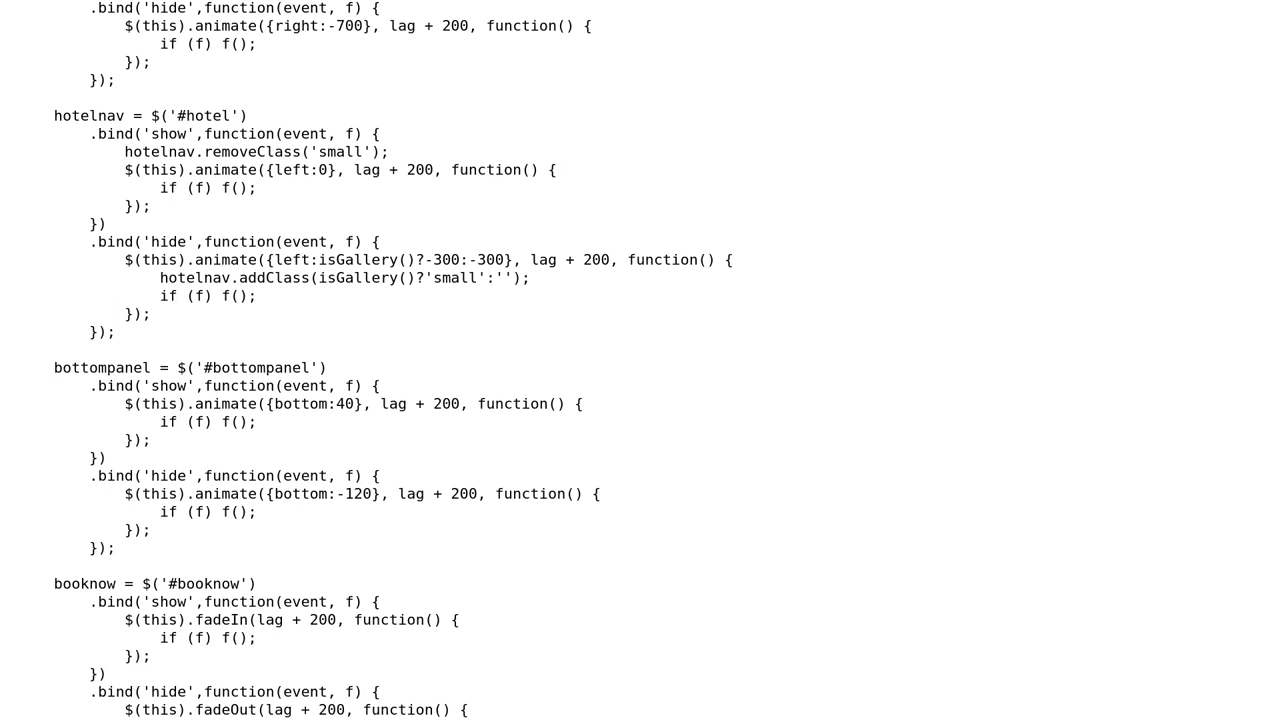 .bind('hide',function(event, f) {
$(this).animate({right:-700}, lag + 200, function() {
if (f) f();
});
});
hotelnav = $('#hotel')
.bind('show',function(event, f) {
hotelnav.removeClass('small');
$(this).animate({left:0}, lag + 200, function() {
if (f) f();
});
})
.bind('hide',function(event, f) {
$(this).animate({left:isGallery()?-300:-300}, lag + 200, function() {
hotelnav.addClass(isGallery()?'small':'');
if (f) f();
});
});
bottompanel = $('#bottompanel')
.bind('show',function(event, f) {
$(this).animate({bottom:40}, lag + 200, function() {
if (f) f();
});
})
.bind('hide',function(event, f) {
$(this).animate({bottom:-120}, lag + 200, function() {
if (f) f();
});
});
booknow = $('#booknow')
.bind('show',function(event, f) {
$(this).fadeIn(lag + 200, function() {
if (f) f();
});
})
.bind('hide',function(event, f) {
$(this).fadeOut(lag + 200, function() {